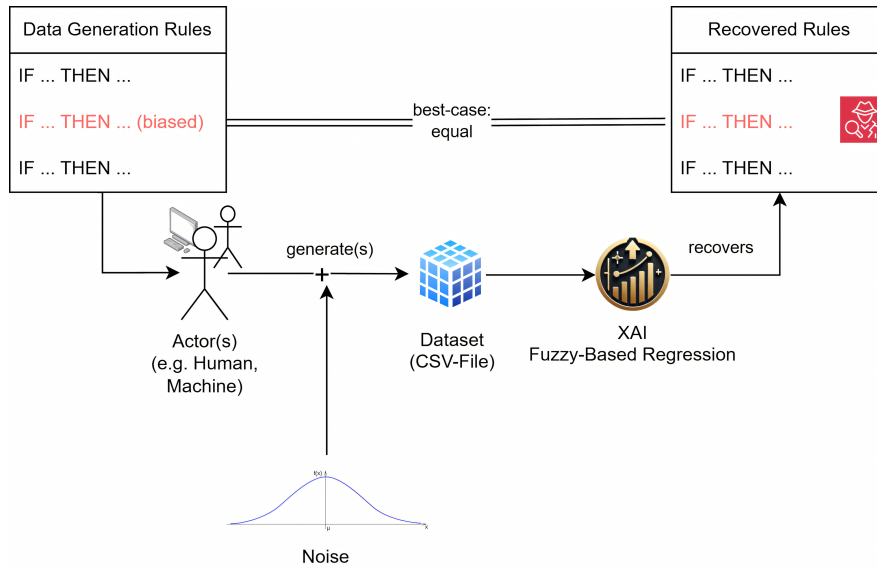 Data Generation Rules
IF ... THEN ...
IF ... THEN ... (biased)
IF ... THEN ...
best-case:
equal
Recovered Rules
IF ... THEN ...
IF ... THEN ...
IF ... THEN ...
generate(s)
+
recovers
Actor(s)
(e.g. Human,
Machine)
Dataset
(CSV-File)
XAI
Fuzzy-Based Regression
f(x)
μ
x
Noise